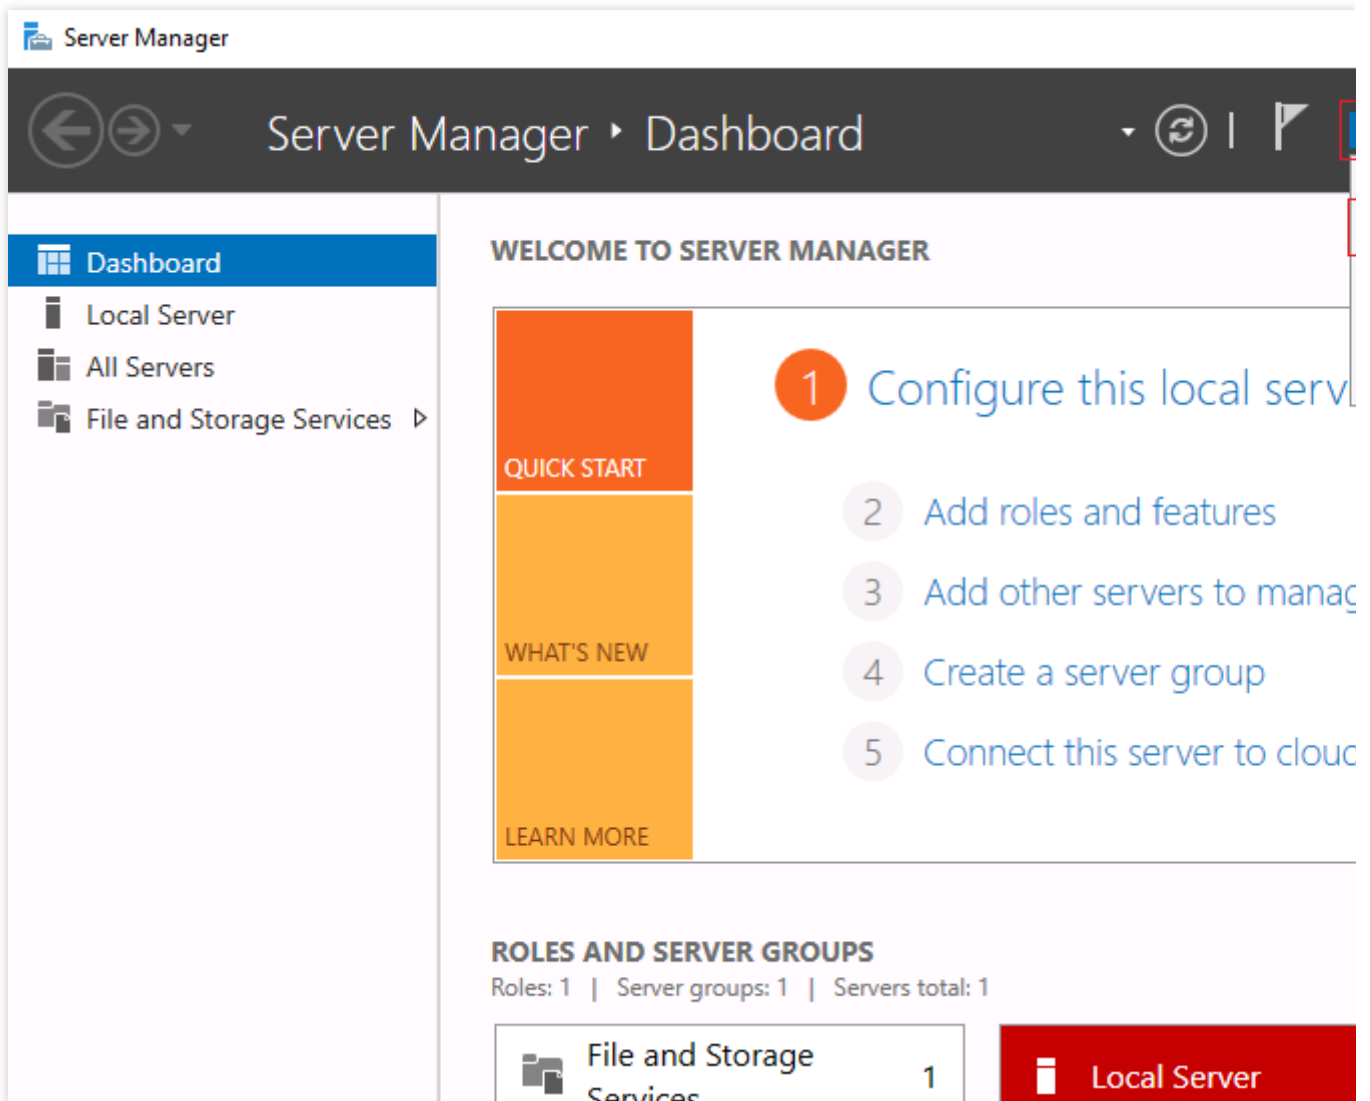 Server Manager
Server Manager ‣ Dashboard
Dashboard
Local Server
All Servers
File and Storage Services
WELCOME TO SERVER MANAGER
QUICK START
WHAT'S NEW
LEARN MORE
1 Configure this local serv
2 Add roles and features
3 Add other servers to manag
4 Create a server group
5 Connect this server to cloud
ROLES AND SERVER GROUPS
Roles: 1 | Server groups: 1 | Servers total: 1
File and Storage
Services
1
Local Server